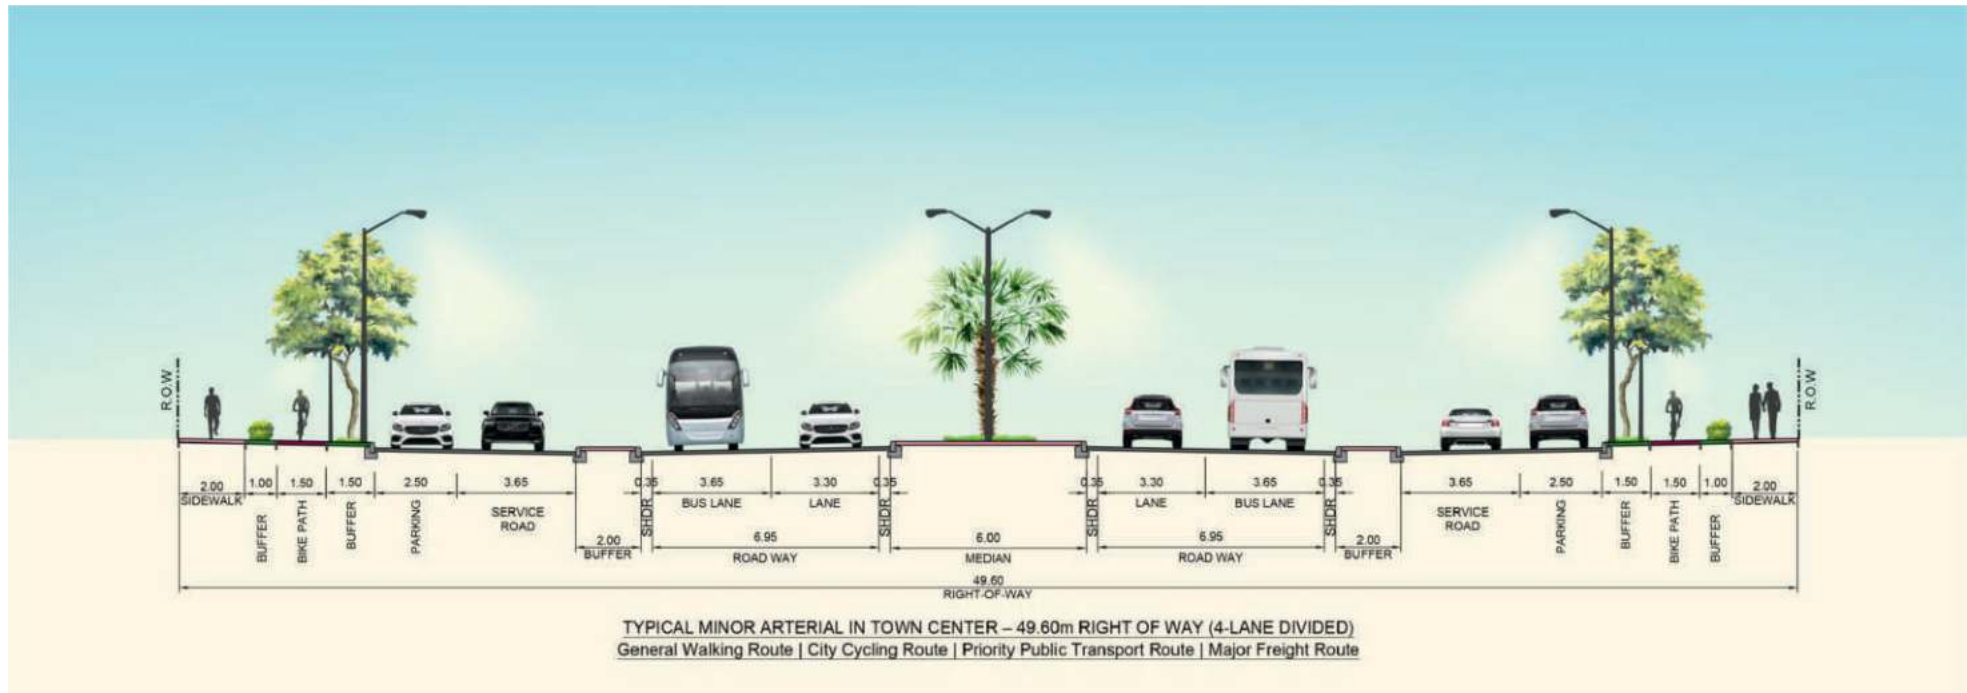 R.O.W
R.O.W
2.00 1.00 1.50 1.50 2.50 3.65 0.35 3.65 3.30 0.35 0.35 3.30 3.65 0.35 3.65 2.50 1.50 1.50 1.00 2.00
SIDEWALK BUFFER BIKE PATH BUFFER PARKING SERVICE ROAD SHDR BUS LANE LANE SHDR SHDR LANE BUS LANE SHDR SERVICE ROAD PARKING BUFFER BIKE PATH BUFFER SIDEWALK
2.00 6.95 6.00 6.95 2.00
BUFFER ROAD WAY MEDIAN ROAD WAY BUFFER
49.60
RIGHT-OF-WAY
TYPICAL MINOR ARTERIAL IN TOWN CENTER – 49.60m RIGHT OF WAY (4-LANE DIVIDED)
General Walking Route | City Cycling Route | Priority Public Transport Route | Major Freight Route